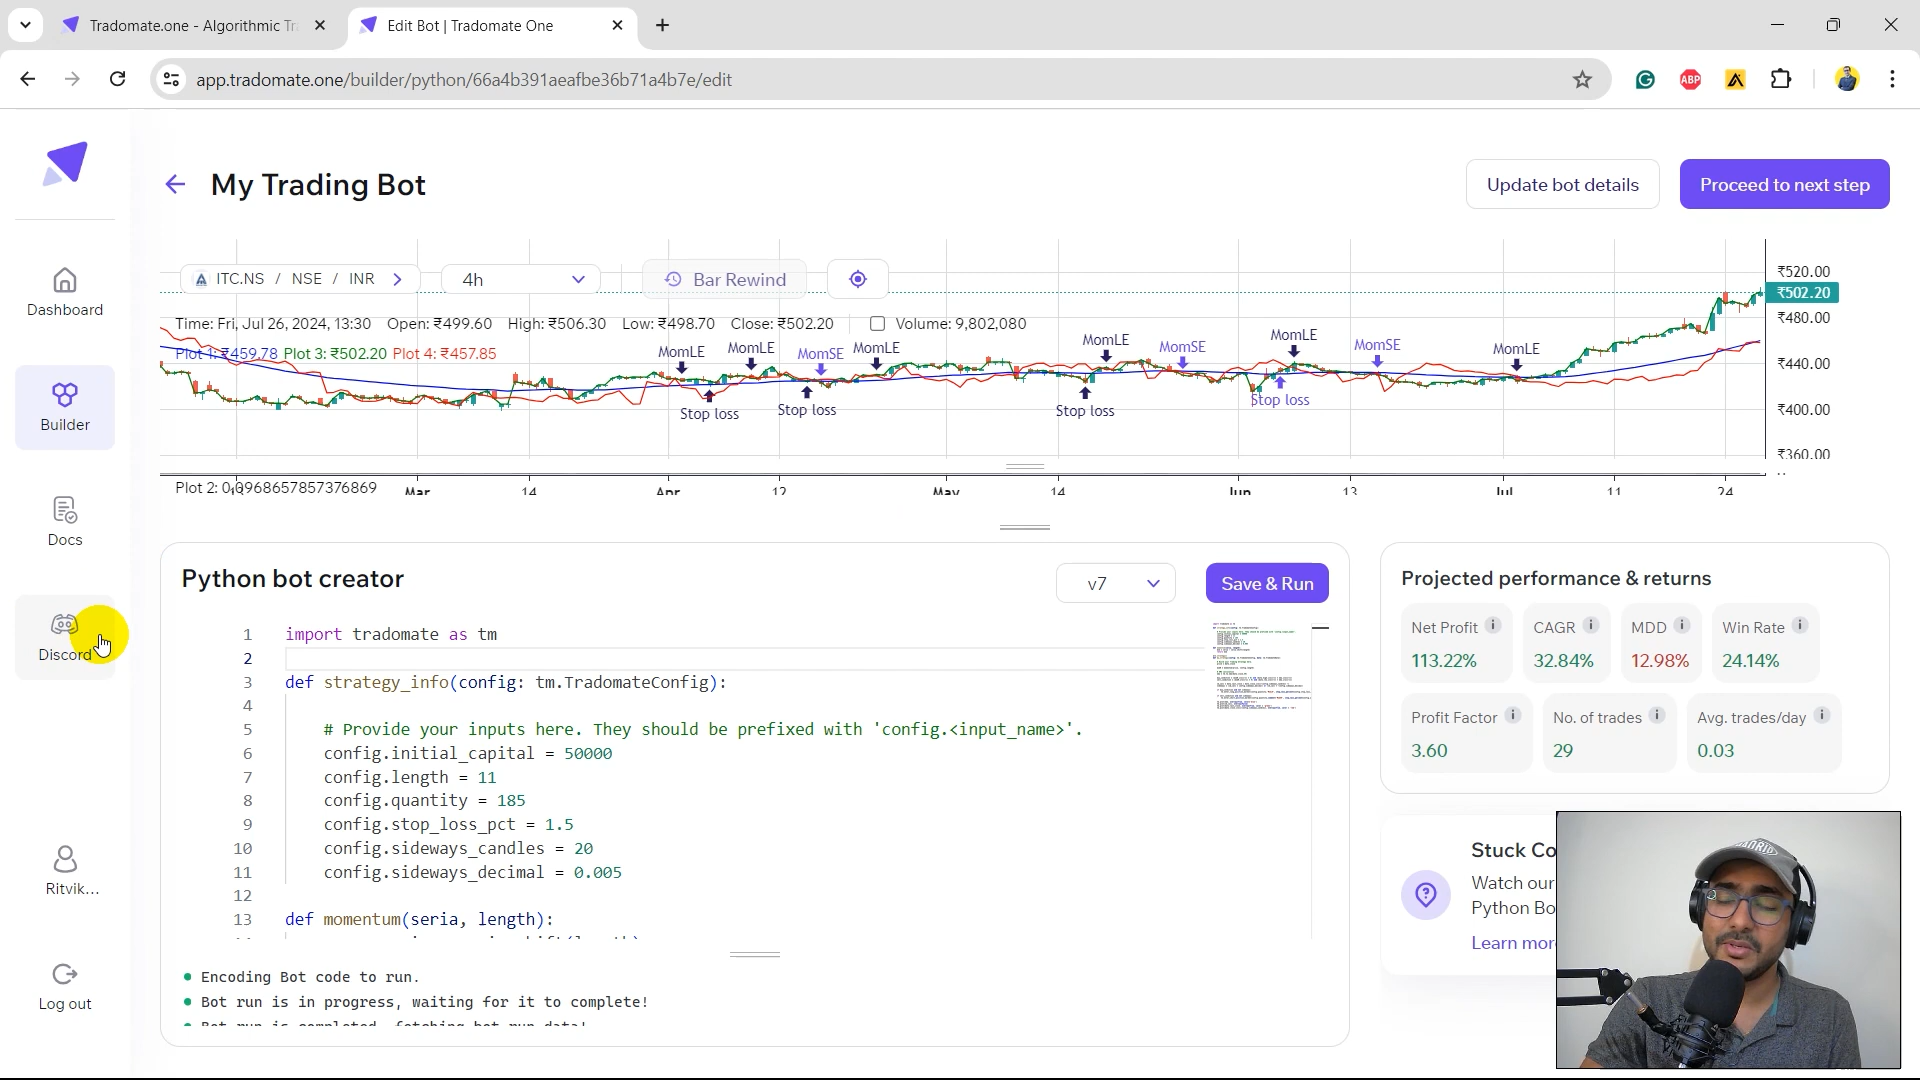 Tradomate.one - Algorithmic Tr
Edit Bot | Tradomate One
app.tradomate.one/builder/python/66a4b391aeafbe36b71a4b7e/edit
ABP
My Trading Bot
Update bot details
Proceed to next step
Dashboard
Builder
Docs
Discord
Ritvik...
Log out
ITC.NS / NSE / INR
4h
Bar Rewind
Time: Fri, Jul 26, 2024, 13:30 Open: ₹499.60 High: ₹506.30 Low: ₹498.70 Close: ₹502.20 Volume: 9,802,080
Plot 1: ₹459.78 Plot 3: ₹502.20 Plot 4: ₹457.85
MomLE
MomLE
MomSE
MomLE
MomLE
MomSE
MomLE
MomSE
MomLE
Stop loss
Stop loss
Stop loss
Stop loss
₹520.00
₹502.20
₹480.00
₹440.00
₹400.00
₹360.00
Plot 2: 0.09968657857376869
Mar 14 Apr 12 May 14 Jun 13 Jul 11 24
Python bot creator
v7
Save & Run
1 import tradomate as tm
2
3 def strategy_info(config: tm.TradomateConfig):
4
5 # Provide your inputs here. They should be prefixed with 'config.<input_name>'.
6 config.initial_capital = 50000
7 config.length = 11
8 config.quantity = 185
9 config.stop_loss_pct = 1.5
10 config.sideways_candles = 20
11 config.sideways_decimal = 0.005
12
13 def momentum(seria, length):
Encoding Bot code to run.
Bot run is in progress, waiting for it to complete!
Bot run is completed, fetching bot run data!
Projected performance & returns
Net Profit
113.22%
CAGR
32.84%
MDD
12.98%
Win Rate
24.14%
Profit Factor
3.60
No. of trades
29
Avg. trades/day
0.03
Stuck Co
Watch our
Python Bo
Learn mor